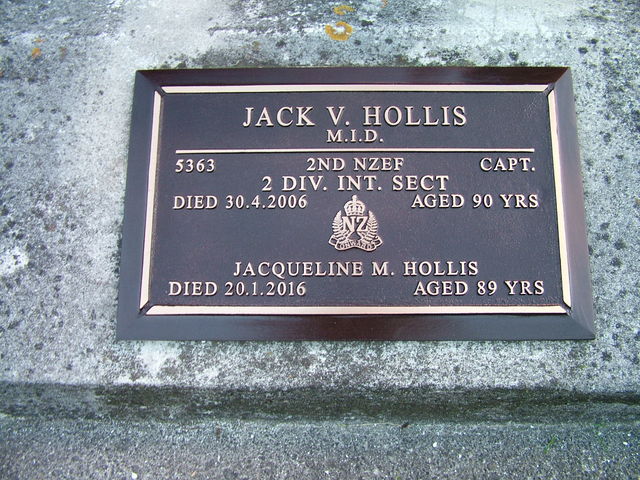 JACK V. HOLLIS
M.I.D.
5363 2ND NZEF CAPT.
2 DIV. INT. SECT
DIED 30.4.2006 AGED 90 YRS
NZ
ONWARD
JACQUELINE M. HOLLIS
DIED 20.1.2016 AGED 89 YRS